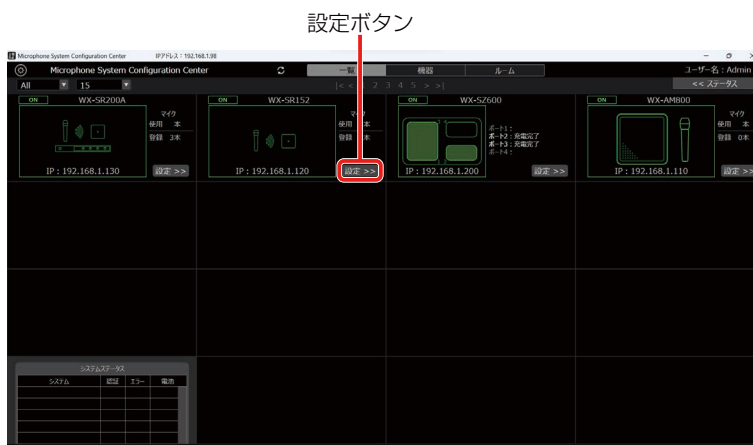 設定ボタン
Microphone System Configuration Center IPアドレス : 192.168.1.98
Microphone System Configuration Center 一覧 機器 ルーム ユーザー名 : Admin
All 15 |< < 2 3 4 5 > >| << ステータス
ON WX-SR200A
マイク
使用 本
登録 3本
IP : 192.168.1.130 設定 >>
ON WX-SR152
マイク
使用 本
登録 本
IP : 192.168.1.120 設定 >>
ON WX-SZ600
ポート1 :
ポート2 : 充電完了
ポート3 : 充電完了
ポート4 :
IP : 192.168.1.200 設定 >>
ON WX-AM800
マイク
使用 本
登録 0本
IP : 192.168.1.110 設定 >>
システムステータス
システム 認証 エラー 電池